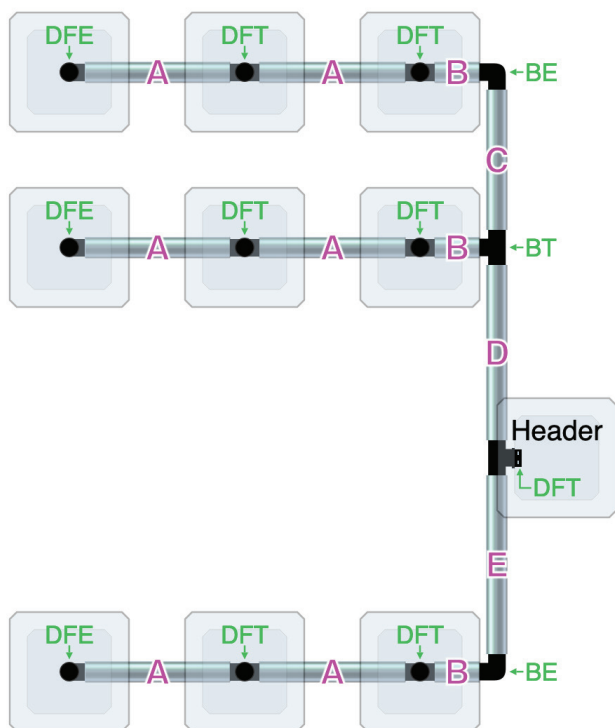 DFE DFT DFT
A A B BE
C
DFE DFT DFT
A A B BT
D
Header
DFT
E
DFE DFT DFT
A A B BE